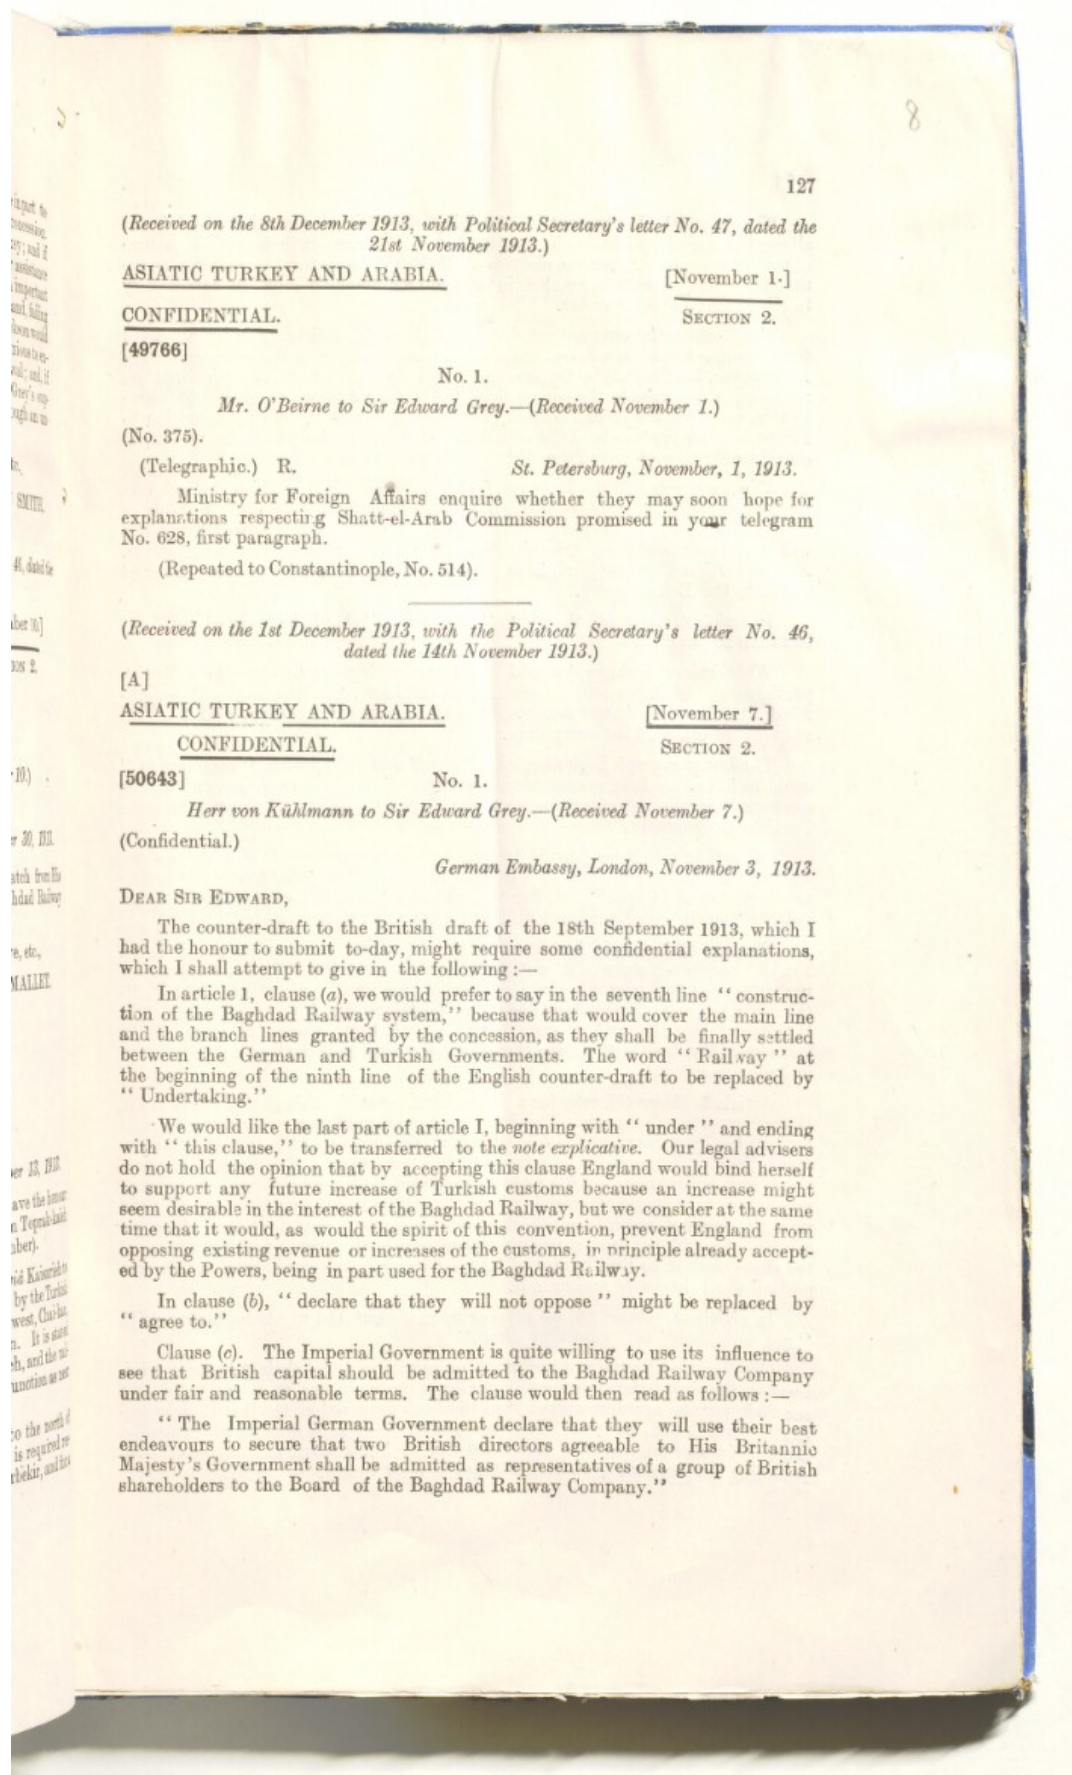 8
127
(Received on the 8th December 1913, with Political Secretary's letter No. 47, dated the
21st November 1913.)
ASIATIC TURKEY AND ARABIA. [November 1.]
CONFIDENTIAL. SECTION 2.
[49766]
No. 1.
Mr. O'Beirne to Sir Edward Grey.—(Received November 1.)
(No. 375).
(Telegraphic.) R. St. Petersburg, November, 1, 1913.
Ministry for Foreign Affairs enquire whether they may soon hope for
explanations respecting Shatt-el-Arab Commission promised in your telegram
No. 628, first paragraph.
(Repeated to Constantinople, No. 514).
(Received on the 1st December 1913, with the Political Secretary's letter No. 46,
dated the 14th November 1913.)
[A]
ASIATIC TURKEY AND ARABIA. [November 7.]
CONFIDENTIAL. SECTION 2.
[50643] No. 1.
Herr von Kühlmann to Sir Edward Grey.—(Received November 7.)
(Confidential.)
German Embassy, London, November 3, 1913.
DEAR SIR EDWARD,
The counter-draft to the British draft of the 18th September 1913, which I
had the honour to submit to-day, might require some confidential explanations,
which I shall attempt to give in the following :—
In article 1, clause (a), we would prefer to say in the seventh line "construc-
tion of the Baghdad Railway system," because that would cover the main line
and the branch lines granted by the concession, as they shall be finally settled
between the German and Turkish Governments. The word "Railway" at
the beginning of the ninth line of the English counter-draft to be replaced by
"Undertaking."
We would like the last part of article I, beginning with "under" and ending
with "this clause," to be transferred to the note explicative. Our legal advisers
do not hold the opinion that by accepting this clause England would bind herself
to support any future increase of Turkish customs because an increase might
seem desirable in the interest of the Baghdad Railway, but we consider at the same
time that it would, as would the spirit of this convention, prevent England from
opposing existing revenue or increases of the customs, in principle already accept-
ed by the Powers, being in part used for the Baghdad Railway.
In clause (b), "declare that they will not oppose" might be replaced by
"agree to."
Clause (c). The Imperial Government is quite willing to use its influence to
see that British capital should be admitted to the Baghdad Railway Company
under fair and reasonable terms. The clause would then read as follows :—
"The Imperial German Government declare that they will use their best
endeavours to secure that two British directors agreeable to His Britannic
Majesty's Government shall be admitted as representatives of a group of British
shareholders to the Board of the Baghdad Railway Company."